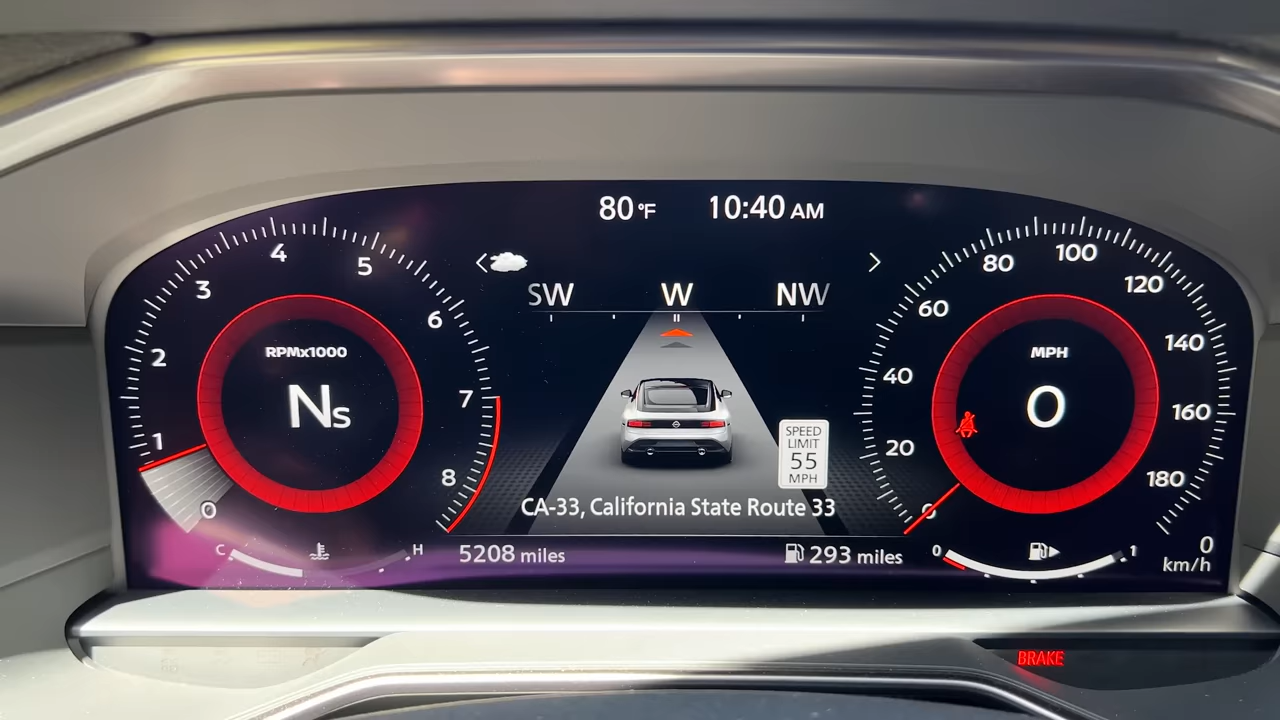 80°F 10:40 AM
SW W NW
0 1 2 3 4 5 6 7 8
RPMx1000
Ns
SPEED
LIMIT
55
MPH
CA-33, California State Route 33
0 20 40 60 80 100 120 140 160 180
MPH
0
C H
5208 miles
293 miles
0 1
0
km/h
BRAKE